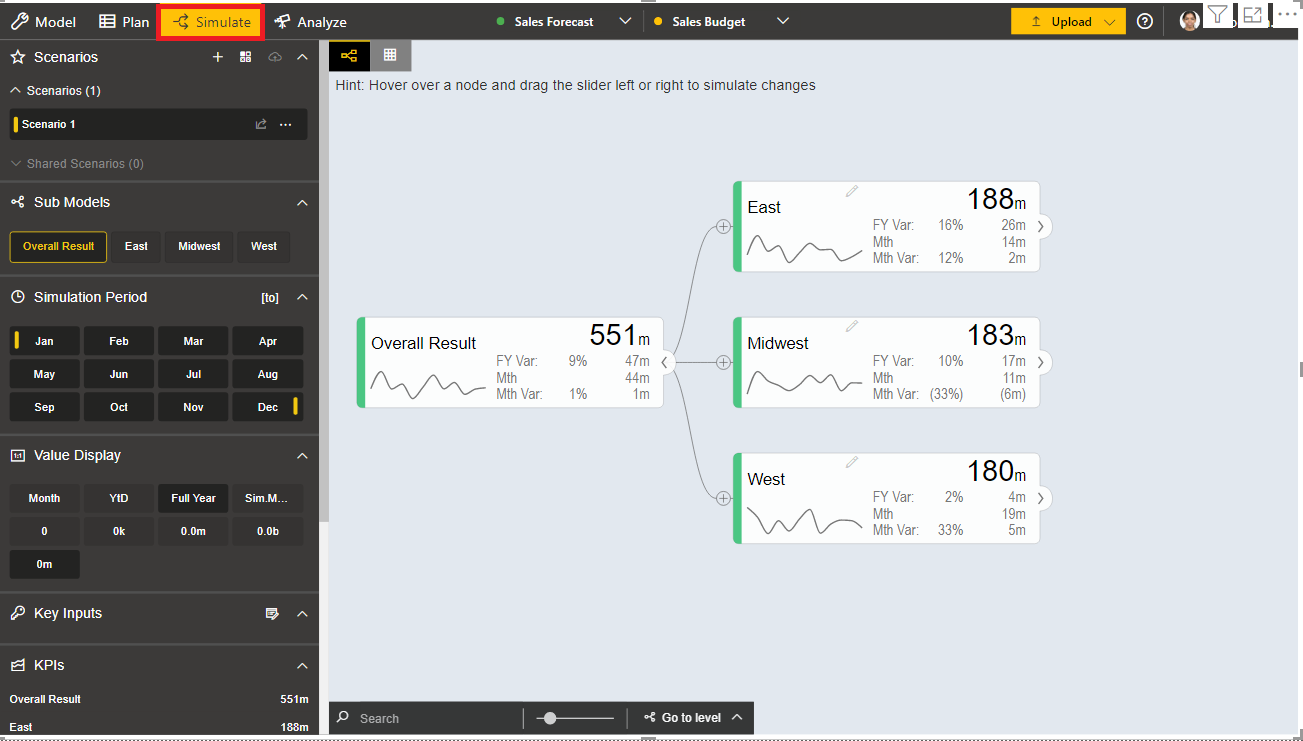 Model Plan Simulate Analyze Sales Forecast Sales Budget Upload
Scenarios
Scenarios (1)
Scenario 1
Shared Scenarios (0)
Sub Models
Overall Result East Midwest West
Simulation Period [to]
Jan Feb Mar Apr
May Jun Jul Aug
Sep Oct Nov Dec
Value Display
Month YtD Full Year Sim.M...
0 0k 0.0m 0.0b
0m
Key Inputs
KPIs
Overall Result 551m
East 188m
Hint: Hover over a node and drag the slider left or right to simulate changes
Overall Result 551m
FY Var: 9% 47m
Mth 44m
Mth Var: 1% 1m
East 188m
FY Var: 16% 26m
Mth 14m
Mth Var: 12% 2m
Midwest 183m
FY Var: 10% 17m
Mth 11m
Mth Var: (33%) (6m)
West 180m
FY Var: 2% 4m
Mth 19m
Mth Var: 33% 5m
Search Go to level